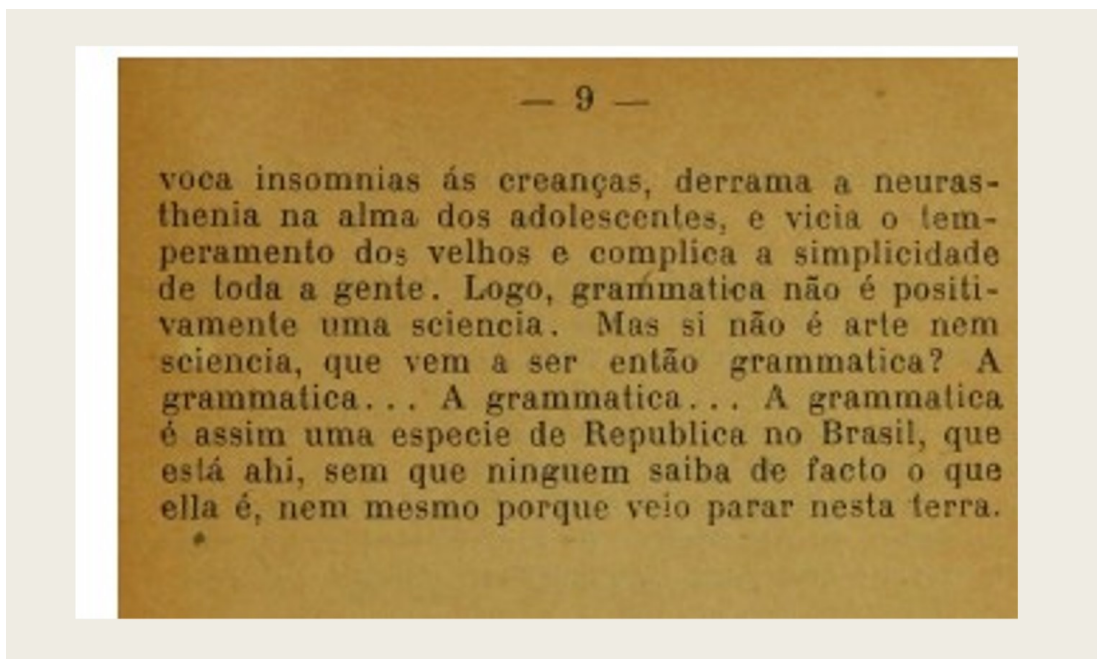 — 9 —
voca insomnias ás creanças, derrama a neuras-
thenia na alma dos adolescentes, e vicia o tem-
peramento dos velhos e complica a simplicidade
de toda a gente. Logo, grammatica não é positi-
vamente uma sciencia. Mas si não é arte nem
sciencia, que vem a ser então grammatica? A
grammatica... A grammatica... A grammatica
é assim uma especie de Republica no Brasil, que
está ahi, sem que ninguem saiba de facto o que
ella é, nem mesmo porque veio parar nesta terra.